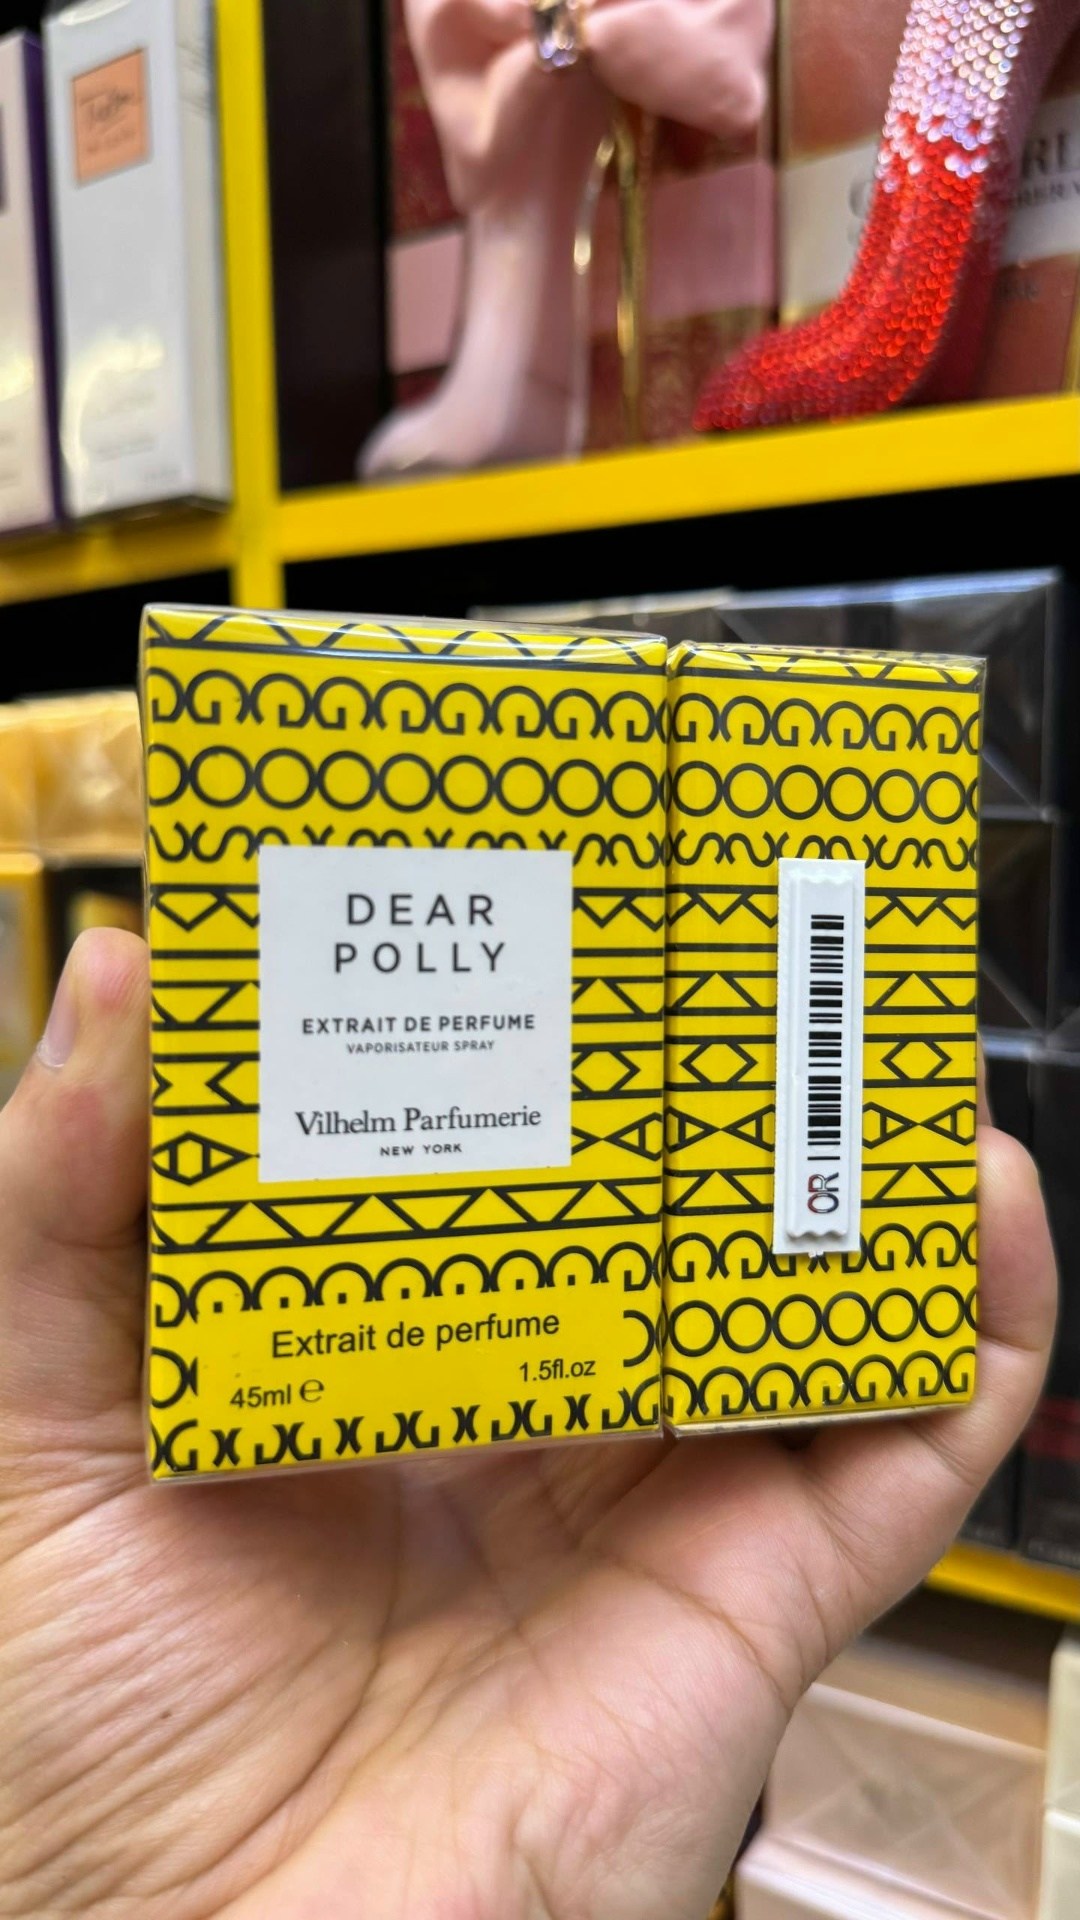 DEAR
POLLY
EXTRAIT DE PERFUME
VAPORISATEUR SPRAY
Vilhelm Parfumerie
NEW YORK
Extrait de perfume
45ml ℮
1.5fl.oz
OR